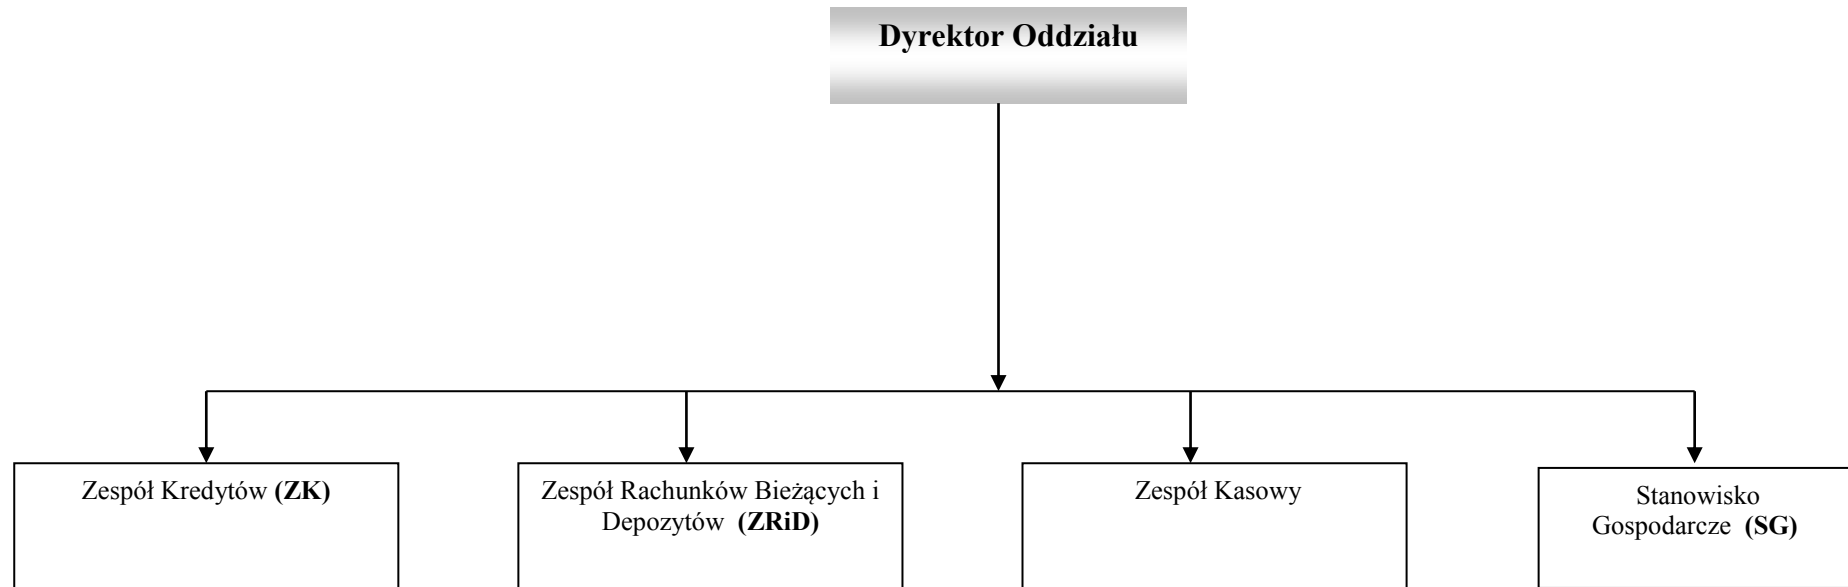 Dyrektor Oddziału
Zespół Kredytów (ZK)
Zespół Rachunków Bieżących i
Depozytów (ZRiD)
Zespół Kasowy
Stanowisko
Gospodarcze (SG)